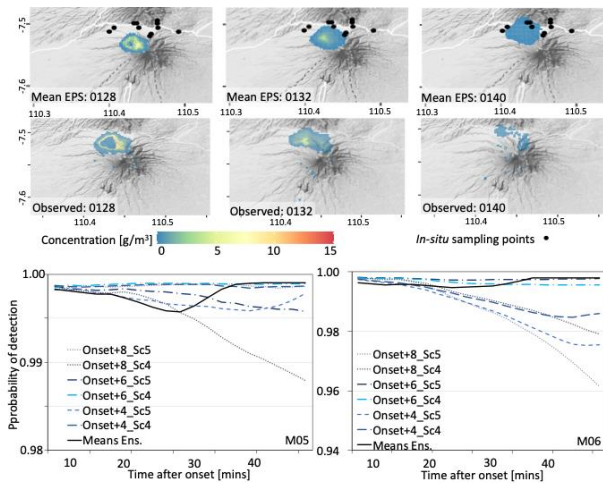 -7.5
-7.6
Mean EPS: 0128
Mean EPS: 0132
Mean EPS: 0140
110.3 110.4 110.5
110.4 110.5
110.4 110.5
-7.5
-7.6
Observed: 0128
Observed: 0132
Observed: 0140
110.4 110.5
110.4 110.5
110.4 110.5
Concentration [g/m³] 0 5 10 15
In-situ sampling points
1.00
0.99
0.98
Pprobability of detection
Onset+8_Sc5
Onset+8_Sc4
Onset+6_Sc5
Onset+6_Sc4
Onset+4_Sc5
Onset+4_Sc4
Means Ens.
M05
10 20 30 40
Time after onset [mins]
1.00
0.98
0.96
0.94
Onset+8_Sc5
Onset+8_Sc4
Onset+6_Sc5
Onset+6_Sc4
Onset+4_Sc5
Onset+4_Sc4
Means Ens.
M06
10 20 30 40
Time after onset [mins]